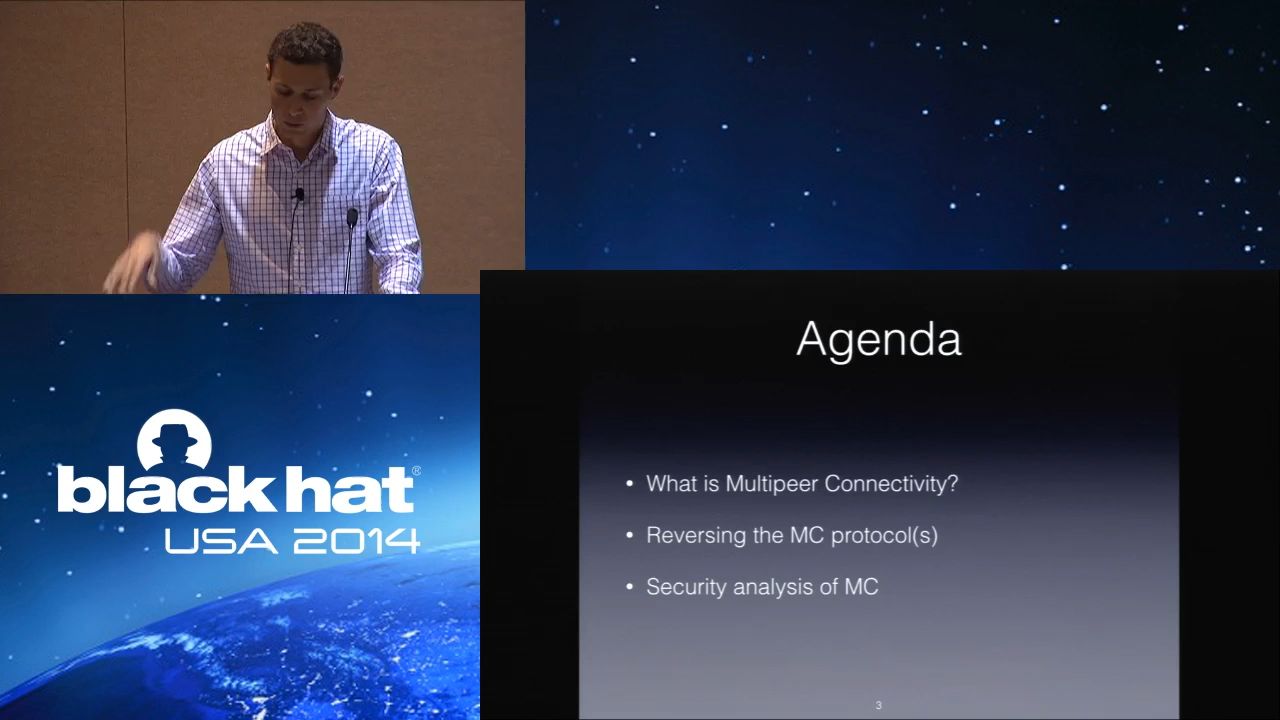 black hat®
USA 2014
Agenda
• What is Multipeer Connectivity?
• Reversing the MC protocol(s)
• Security analysis of MC
3